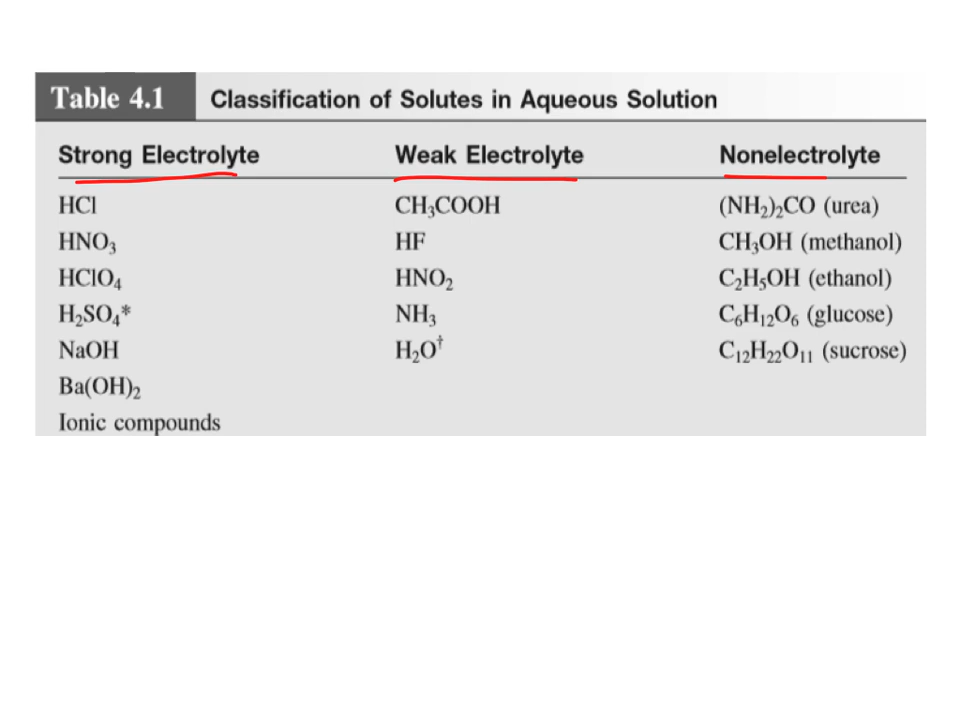 Table 4.1 Classification of Solutes in Aqueous Solution
Strong Electrolyte Weak Electrolyte Nonelectrolyte
HCl CH₃COOH (NH₂)₂CO (urea)
HNO₃ HF CH₃OH (methanol)
HClO₄ HNO₂ C₂H₅OH (ethanol)
H₂SO₄* NH₃ C₆H₁₂O₆ (glucose)
NaOH H₂O† C₁₂H₂₂O₁₁ (sucrose)
Ba(OH)₂
Ionic compounds